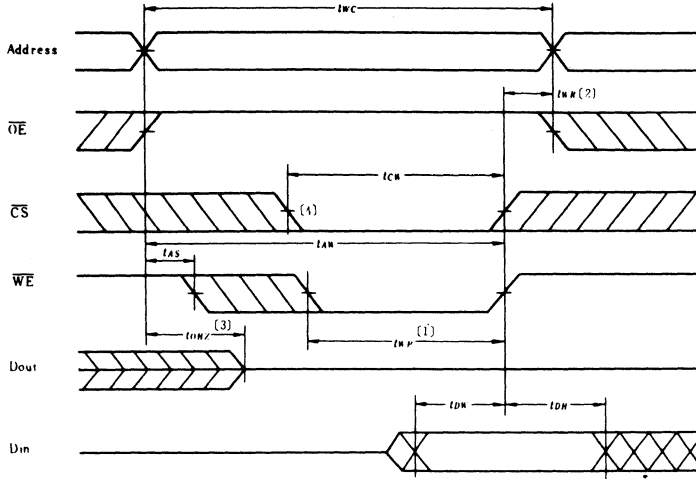 tWC
Address
tWR(2)
OE
tCW
CS
(4)
tAW
tAS
WE
(3)
tOHZ
(1)
tWP
Dout
tDW
tDH
Din